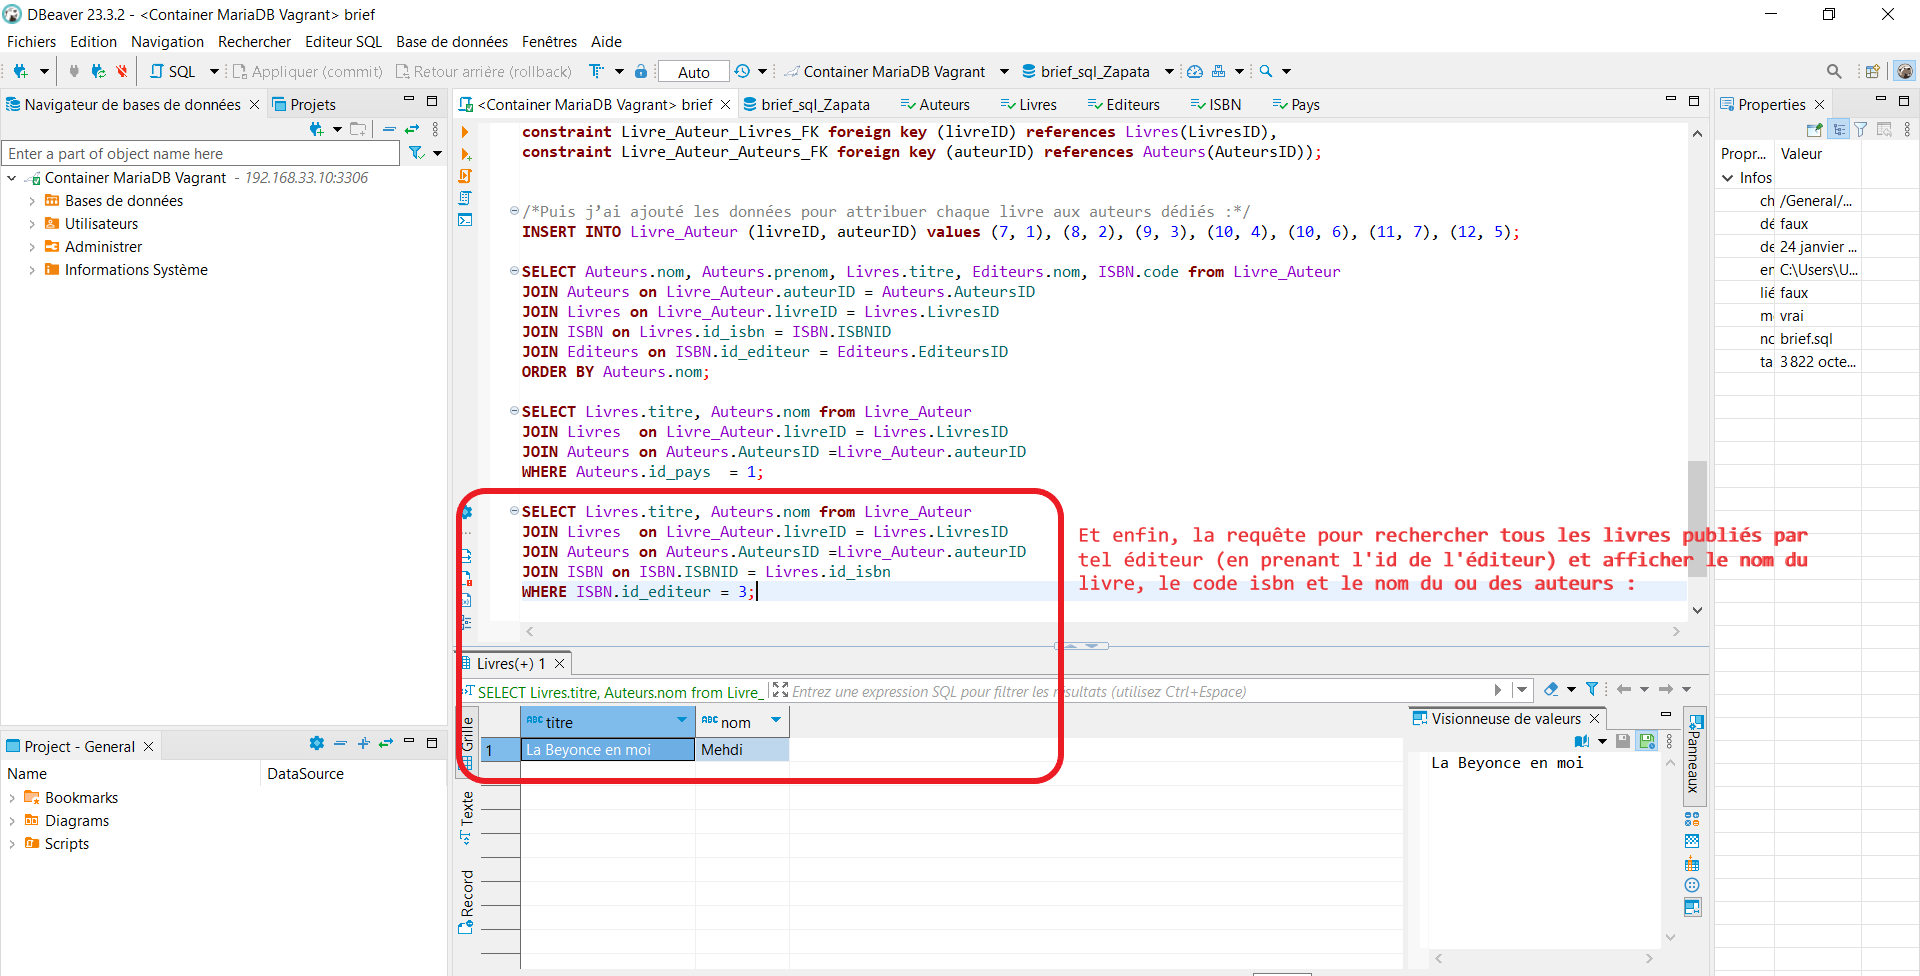 DBeaver 23.3.2 - <Container MariaDB Vagrant> brief
Fichiers Edition Navigation Rechercher Editeur SQL Base de données Fenêtres Aide
SQL Appliquer (commit) Retour arrière (rollback) Auto Container MariaDB Vagrant brief_sql_Zapata
Navigateur de bases de données Projets
Enter a part of object name here
Container MariaDB Vagrant - 192.168.33.10:3306
Bases de données
Utilisateurs
Administrer
Informations Système
Project - General
Name DataSource
Bookmarks
Diagrams
Scripts
<Container MariaDB Vagrant> brief brief_sql_Zapata Auteurs Livres Editeurs ISBN Pays
constraint Livre_Auteur_Livres_FK foreign key (livreID) references Livres(LivresID),
constraint Livre_Auteur_Auteurs_FK foreign key (auteurID) references Auteurs(AuteursID));
/*Puis j’ai ajouté les données pour attribuer chaque livre aux auteurs dédiés :*/
INSERT INTO Livre_Auteur (livreID, auteurID) values (7, 1), (8, 2), (9, 3), (10, 4), (10, 6), (11, 7), (12, 5);
SELECT Auteurs.nom, Auteurs.prenom, Livres.titre, Editeurs.nom, ISBN.code from Livre_Auteur
JOIN Auteurs on Livre_Auteur.auteurID = Auteurs.AuteursID
JOIN Livres on Livre_Auteur.livreID = Livres.LivresID
JOIN ISBN on Livres.id_isbn = ISBN.ISBNID
JOIN Editeurs on ISBN.id_editeur = Editeurs.EditeursID
ORDER BY Auteurs.nom;
SELECT Livres.titre, Auteurs.nom from Livre_Auteur
JOIN Livres  on Livre_Auteur.livreID = Livres.LivresID
JOIN Auteurs on Auteurs.AuteursID =Livre_Auteur.auteurID
WHERE Auteurs.id_pays  = 1;
SELECT Livres.titre, Auteurs.nom from Livre_Auteur
JOIN Livres  on Livre_Auteur.livreID = Livres.LivresID
JOIN Auteurs on Auteurs.AuteursID =Livre_Auteur.auteurID
JOIN ISBN on ISBN.ISBNID = Livres.id_isbn
WHERE ISBN.id_editeur = 3;
Et enfin, la requête pour rechercher tous les livres publiés par
tel éditeur (en prenant l'id de l'éditeur) et afficher le nom du
livre, le code isbn et le nom du ou des auteurs :
Livres(+) 1
SELECT Livres.titre, Auteurs.nom from Livre_ Entrez une expression SQL pour filtrer les résultats (utilisez Ctrl+Espace)
Grille
Texte
Record
ABC titre ABC nom
1 La Beyonce en moi Mehdi
Visionneuse de valeurs
La Beyonce en moi
Panneaux
Properties
Propr... Valeur
Infos
ch /General/...
dé faux
de 24 janvier ...
en C:\Users\U...
lié faux
m vrai
nc brief.sql
ta 3 822 octe...